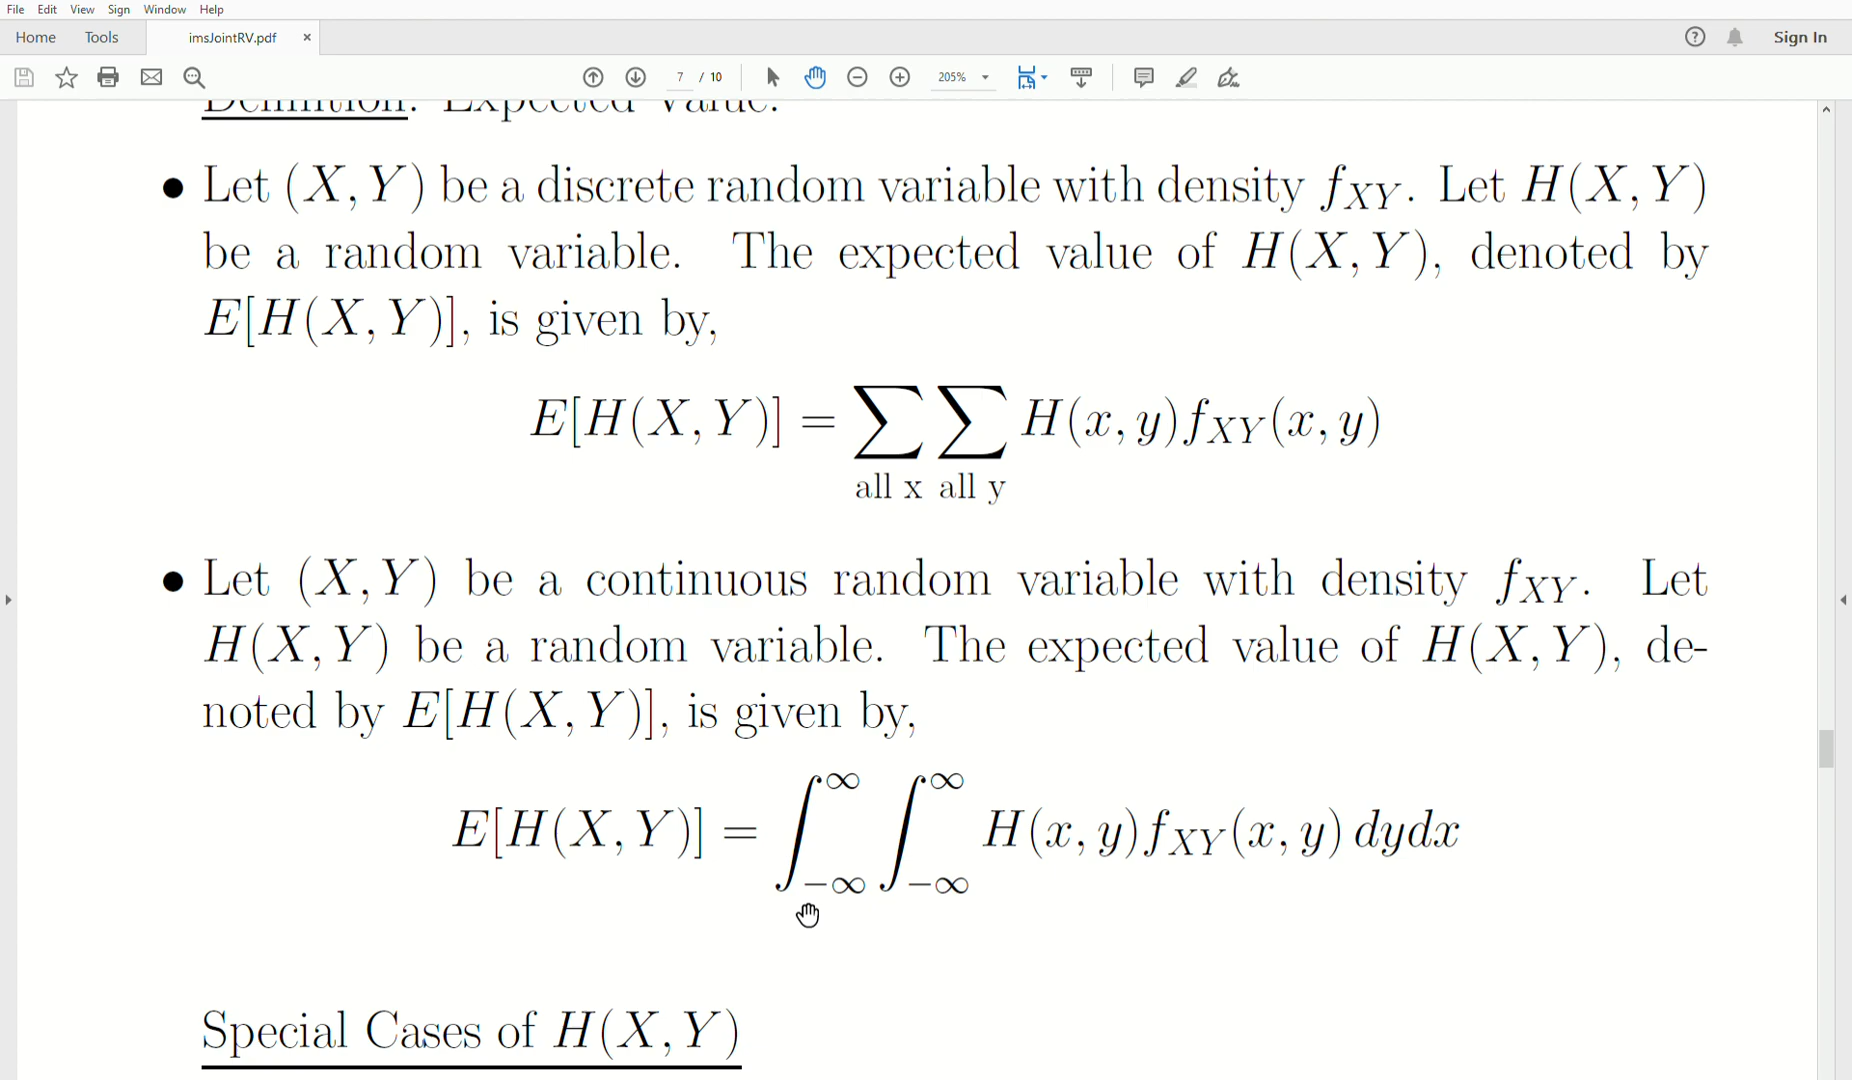 File Edit View Sign Window Help
Home Tools imsJointRV.pdf × Sign In
7 / 10 205%
Definition: Expected Value:
• Let (X, Y) be a discrete random variable with density f_{XY}. Let H(X, Y)
be a random variable. The expected value of H(X, Y), denoted by
E[H(X, Y)], is given by,
E[H(X, Y)] = ∑_{all x} ∑_{all y} H(x, y) f_{XY}(x, y)
• Let (X, Y) be a continuous random variable with density f_{XY}. Let
H(X, Y) be a random variable. The expected value of H(X, Y), de-
noted by E[H(X, Y)], is given by,
E[H(X, Y)] = ∫_{-∞}^{∞} ∫_{-∞}^{∞} H(x, y) f_{XY}(x, y) dydx
Special Cases of H(X, Y)